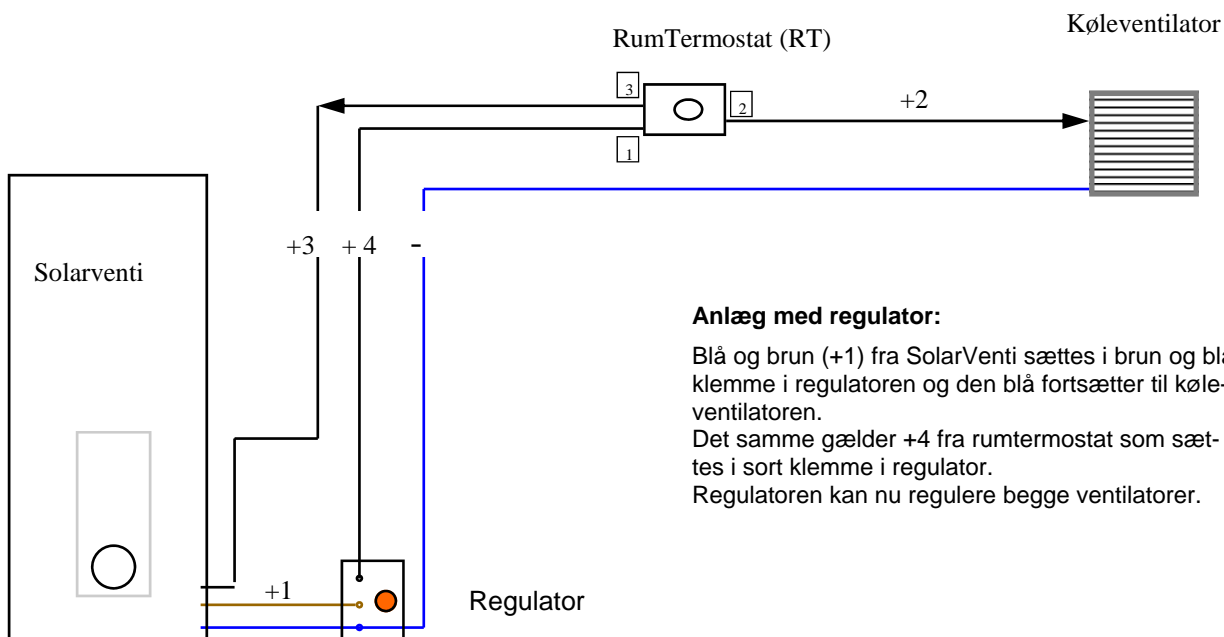 Køleventilator
RumTermostat (RT)
3
2
+2
1
+3 + 4 -
Solarventi
Anlæg med regulator:
Blå og brun (+1) fra SolarVenti sættes i brun og blå
klemme i regulatoren og den blå fortsætter til køle-
ventilatoren.
Det samme gælder +4 fra rumtermostat som sæt-
tes i sort klemme i regulator.
Regulatoren kan nu regulere begge ventilatorer.
+1
Regulator